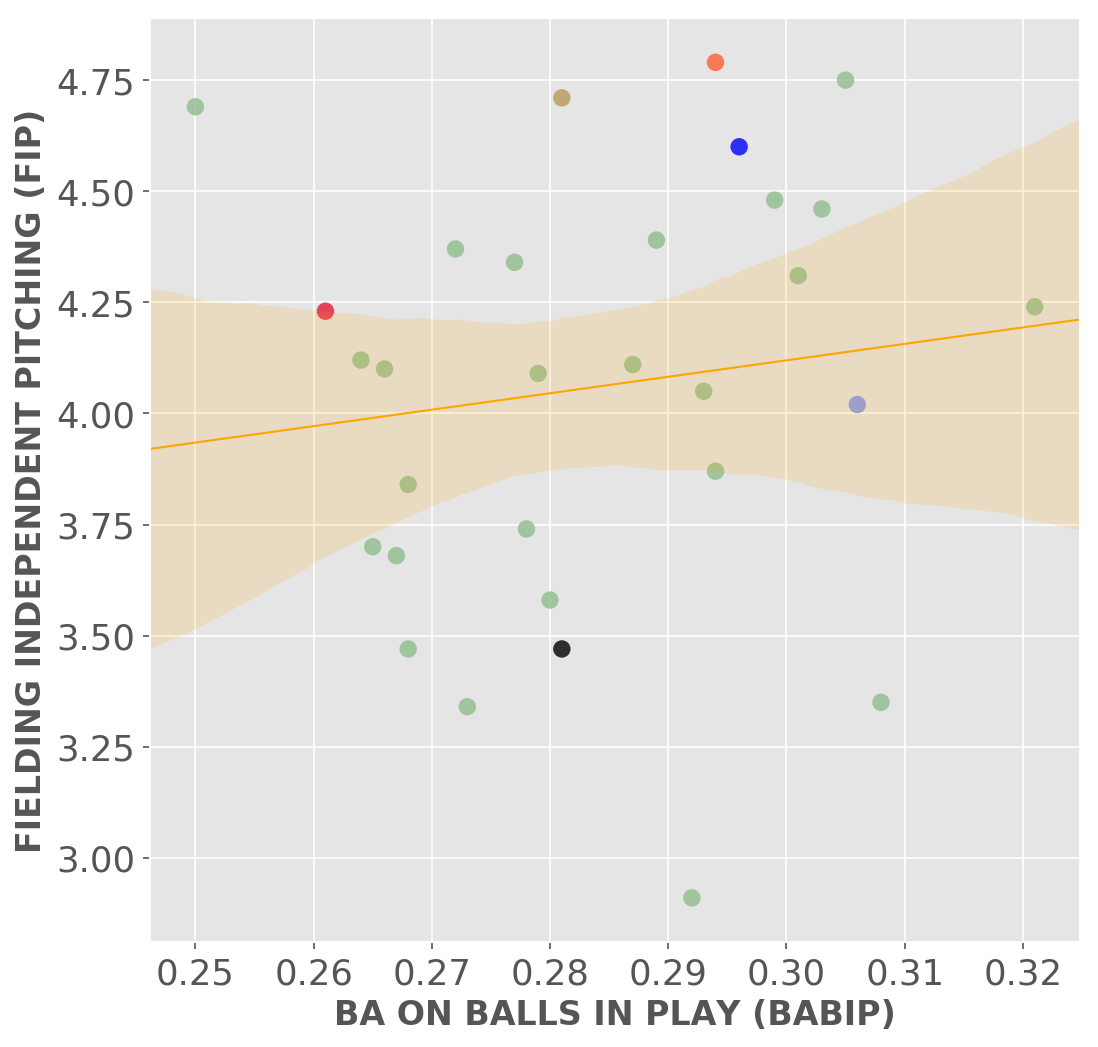 FIELDING INDEPENDENT PITCHING (FIP)
4.75
4.50
4.25
4.00
3.75
3.50
3.25
3.00
0.25 0.26 0.27 0.28 0.29 0.30 0.31 0.32
BA ON BALLS IN PLAY (BABIP)